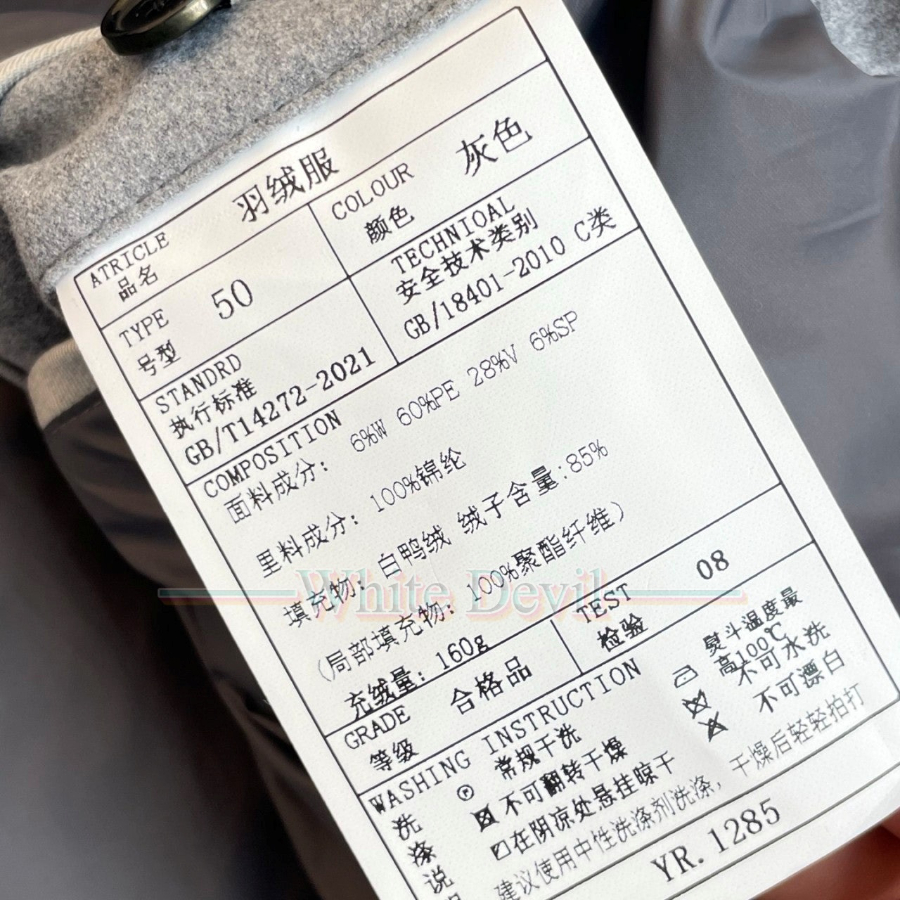 ATRICLE 羽绒服
品名
COLOUR 灰色
颜色
TYPE 50
号型
TECHNIOAL
安全技术类别
GB/18401-2010 C类
STANDRD
执行标准
GB/T14272-2021
COMPOSITION
面料成分: 6%W 60%PE 28%V 6%SP
里料成分: 100%锦纶
填充物: 白鸭绒 绒子含量:85%
(局部填充物: 100%聚酯纤维)
充绒量: 160g
White Devil
GRADE 合格品
等级
TEST 08
检验
WASHING INSTRUCTION
洗涤说
常规干洗
不可翻转干燥
在阴凉处悬挂晾干
熨斗温度最
高100℃
不可水洗
不可漂白
建议使用中性洗涤剂洗涤, 干燥后轻轻拍打
YR.1285